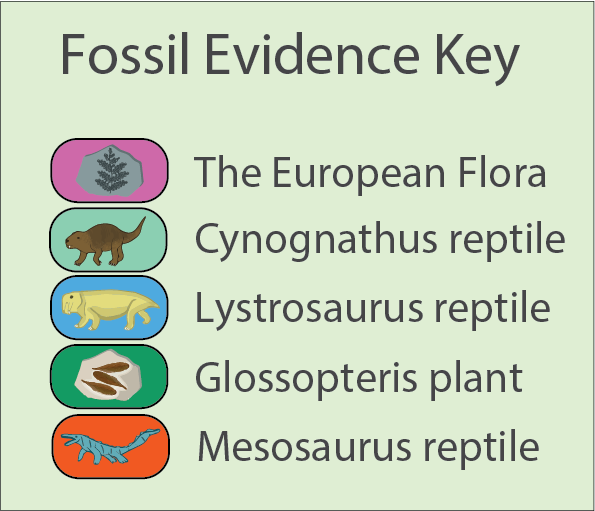 Fossil Evidence Key
The European Flora
Cynognathus reptile
Lystrosaurus reptile
Glossopteris plant
Mesosaurus reptile